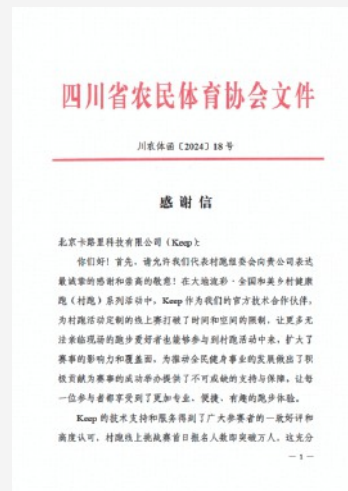 四川省农民体育协会文件
川农体函〔2024〕18号
感谢信
北京卡路里科技有限公司（Keep）：
你们好！首先，请允许我们代表村跑组委会向贵公司表达
最诚挚的感谢和崇高的敬意！在大地流彩·全国和美乡村健康
跑（村跑）系列活动中，Keep作为我们的官方技术合作伙伴，
为村跑活动定制的线上赛打破了时间和空间的限制，让更多无
法亲临现场的跑步爱好者也能够参与到村跑活动中来，扩大了
赛事的影响力和覆盖面，为推动全民健身事业的发展做出了积
极贡献为赛事的成功举办提供了不可或缺的支持与保障，让每
一位参与者都享受到了更加专业、便捷、有趣的跑步体验。
Keep的技术支持和服务得到了广大参赛者的一致好评和
高度认可，村跑线上挑战赛首日报名人数即突破万人，这充分
— 1 —